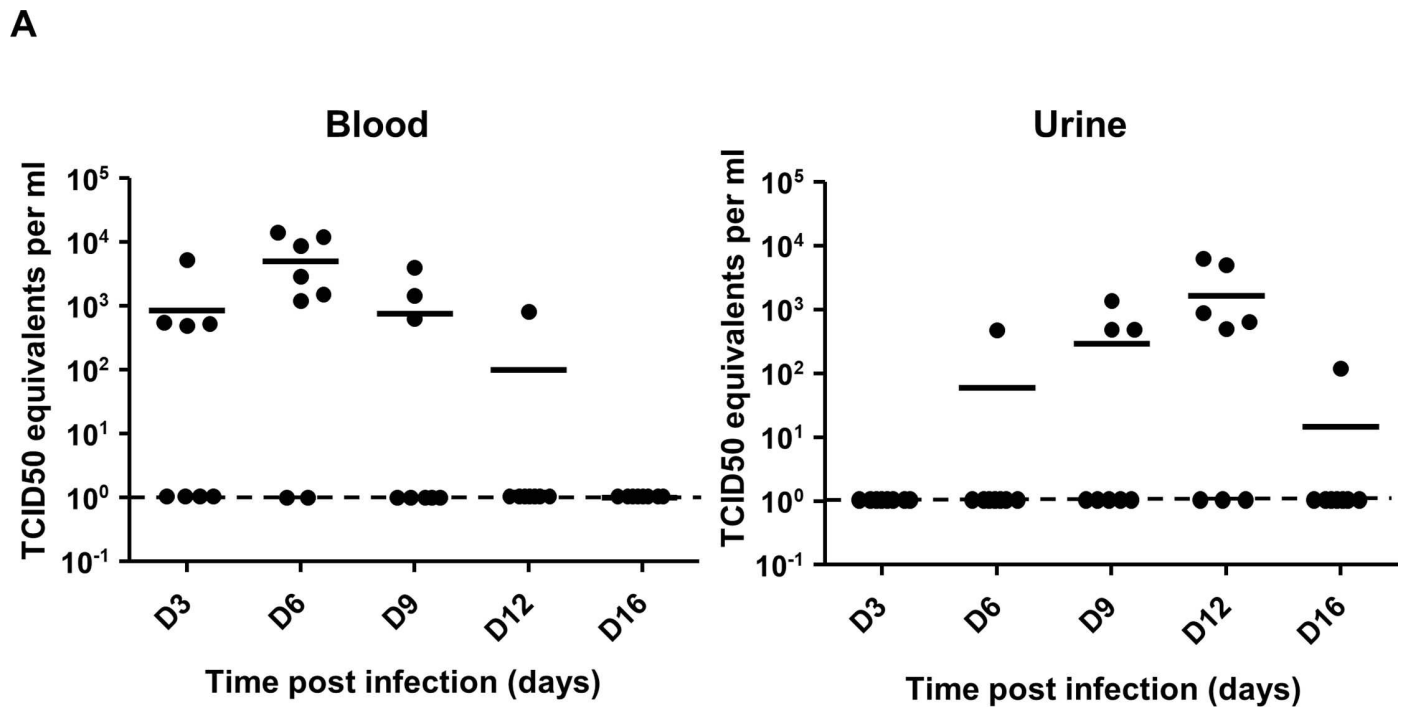 A
Blood
TCID50 equivalents per ml
10⁵
10⁴
10³
10²
10¹
10⁰
10⁻¹
D3
D6
D9
D12
D16
Time post infection (days)
Urine
TCID50 equivalents per ml
10⁵
10⁴
10³
10²
10¹
10⁰
10⁻¹
D3
D6
D9
D12
D16
Time post infection (days)